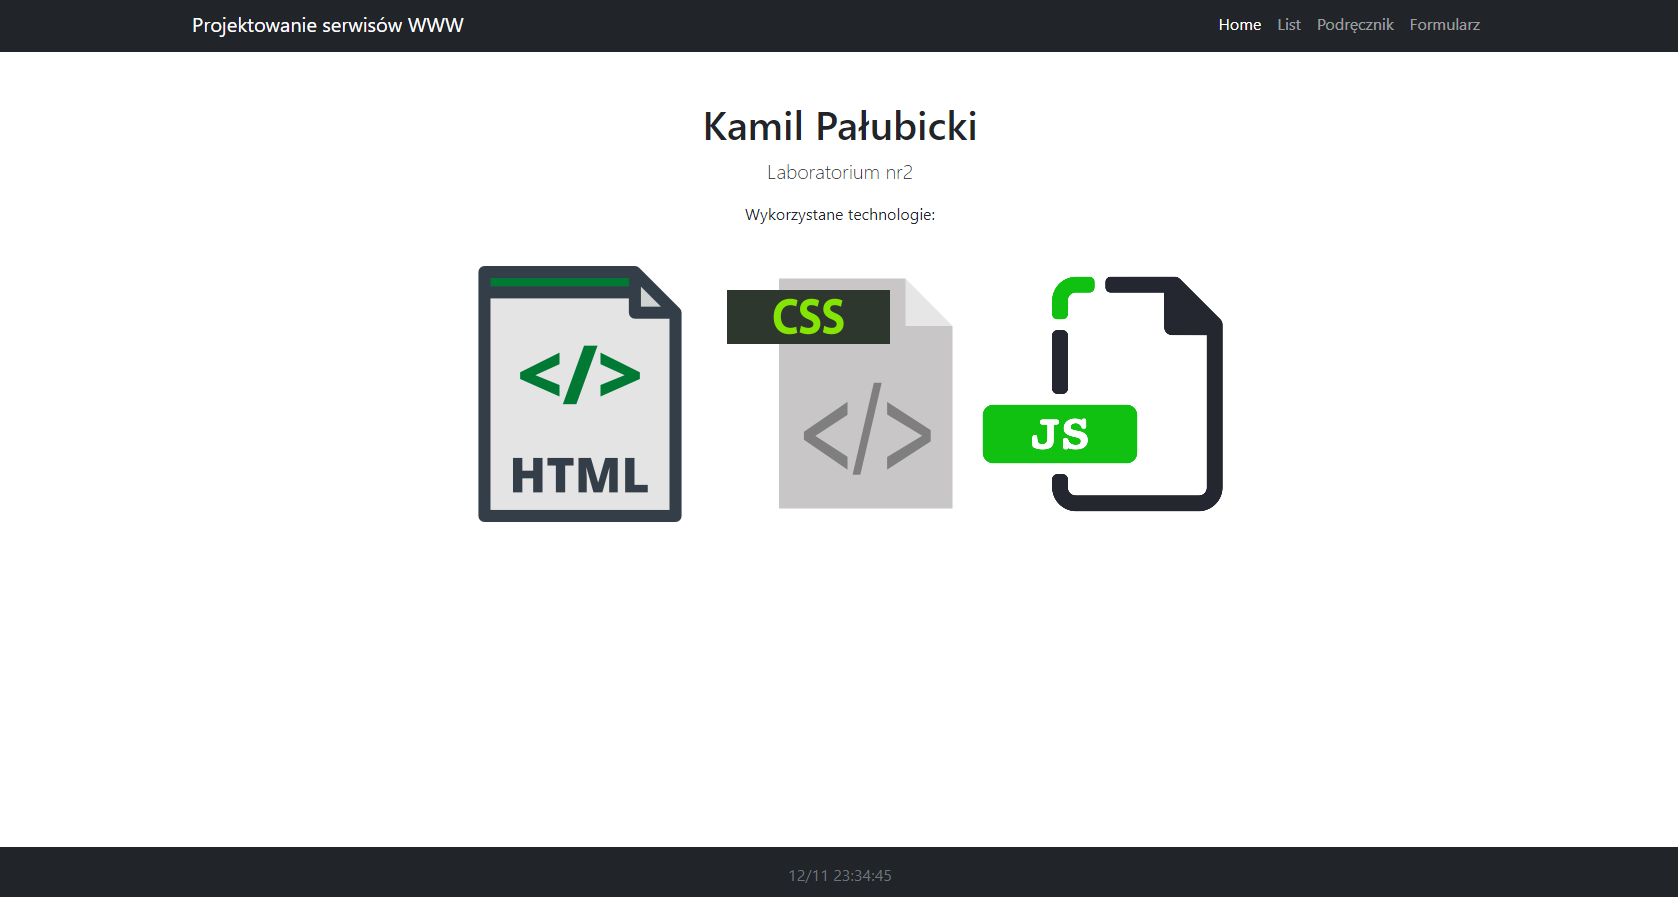 Projektowanie serwisów WWW
Home List Podręcznik Formularz
Kamil Pałubicki
Laboratorium nr2
Wykorzystane technologie:
</>
HTML
CSS
</>
JS
12/11 23:34:45